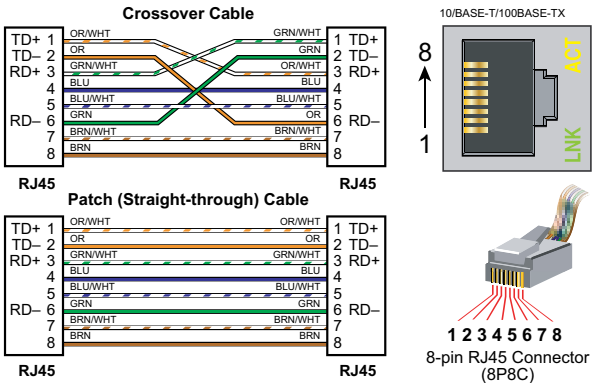 Crossover Cable
TD+ 1 OR/WHT GRN/WHT 1 TD+
TD– 2 OR GRN 2 TD–
RD+ 3 GRN/WHT OR/WHT 3 RD+
4 BLU BLU 4
5 BLU/WHT BLU/WHT 5
RD– 6 GRN OR 6 RD–
7 BRN/WHT BRN/WHT 7
8 BRN BRN 8
RJ45 RJ45
Patch (Straight-through) Cable
TD+ 1 OR/WHT OR/WHT 1 TD+
TD– 2 OR OR 2 TD–
RD+ 3 GRN/WHT GRN/WHT 3 RD+
4 BLU BLU 4
5 BLU/WHT BLU/WHT 5
RD– 6 GRN GRN 6 RD–
7 BRN/WHT BRN/WHT 7
8 BRN BRN 8
RJ45 RJ45
10/BASE-T/100BASE-TX
8
1
ACT
LNK
1 2 3 4 5 6 7 8
8-pin RJ45 Connector
(8P8C)